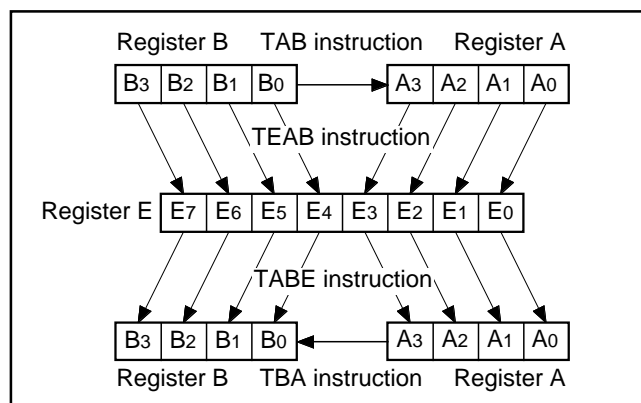 Register B TAB instruction Register A
B3 B2 B1 B0 A3 A2 A1 A0
TEAB instruction
Register E E7 E6 E5 E4 E3 E2 E1 E0
TABE instruction
B3 B2 B1 B0 A3 A2 A1 A0
Register B TBA instruction Register A